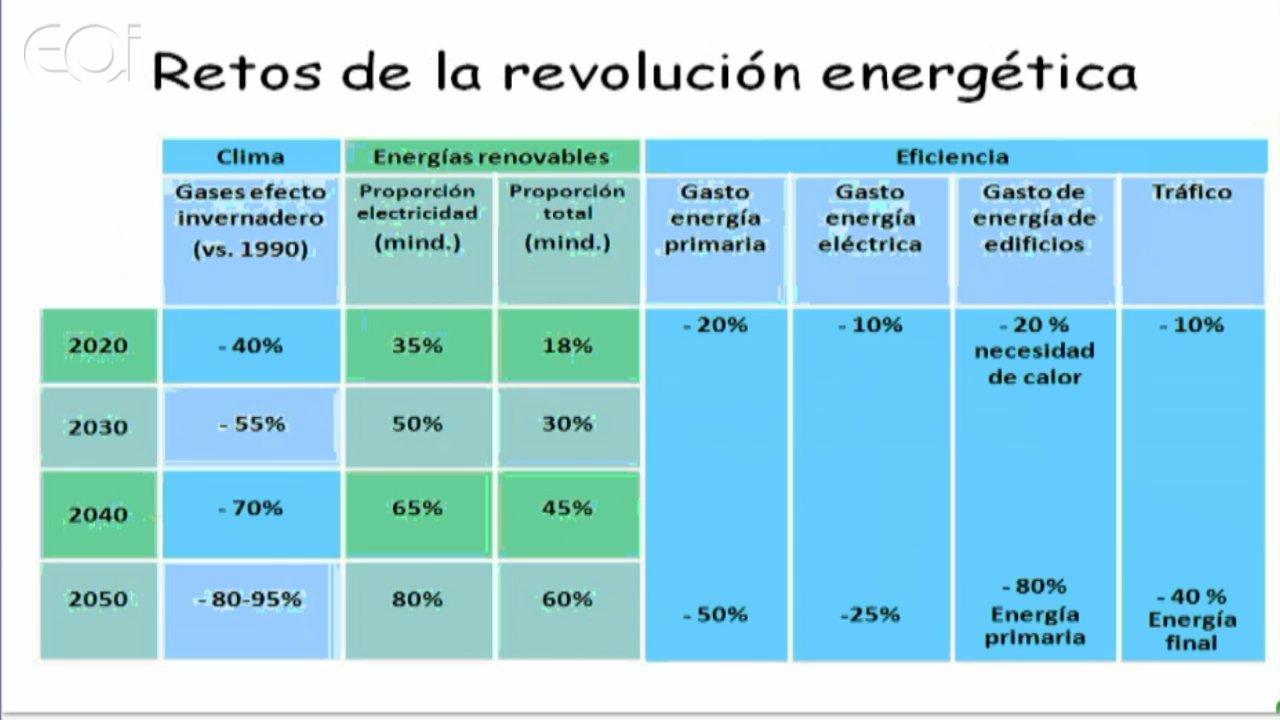 eoi
Retos de la revolución energética
Clima
Energías renovables
Eficiencia
Gases efecto
invernadero
(vs. 1990)
Proporción
electricidad
(mind.)
Proporción
total
(mind.)
Gasto
energía
primaria
Gasto
energía
eléctrica
Gasto de
energía de
edificios
Tráfico
2020
- 40%
35%
18%
- 20%
- 10%
- 20 %
necesidad
de calor
- 10%
2030
- 55%
50%
30%
2040
- 70%
65%
45%
2050
- 80-95%
80%
60%
- 50%
-25%
- 80%
Energía
primaria
- 40 %
Energía
final